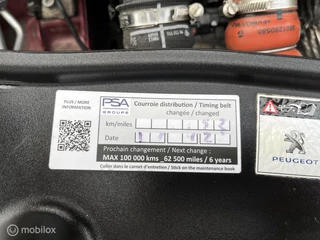 PLUS / MORE
INFORMATION
PSA
GROUPE
Courroie distribution / Timing belt
changée / changed
km/miles
Date
Prochain changement / Next change :
MAX 100 000 kms _62 500 miles / 6 years
Coller dans le carnet d'entretien / Stick on the maintenance book
PEUGEOT
© mobilox